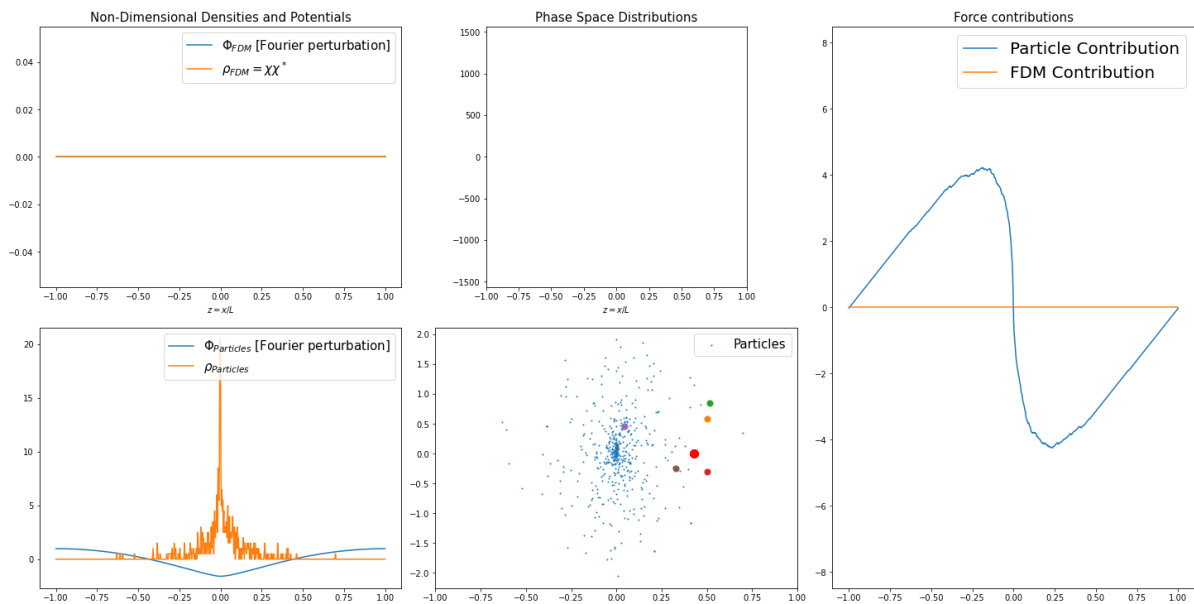 Non-Dimensional Densities and Potentials
Φ_FDM [Fourier perturbation]
ρ_FDM = χχ*
0.04
0.02
0.00
−0.02
−0.04
−1.00 −0.75 −0.50 −0.25 0.00 0.25 0.50 0.75 1.00
z = x/L
Phase Space Distributions
1500
1000
500
0
−500
−1000
−1500
−1.00 −0.75 −0.50 −0.25 0.00 0.25 0.50 0.75 1.00
z = x/L
Force contributions
Particle Contribution
FDM Contribution
8
6
4
2
0
−2
−4
−6
−8
−1.00 −0.75 −0.50 −0.25 0.00 0.25 0.50 0.75 1.00
Φ_Particles [Fourier perturbation]
ρ_Particles
20
15
10
5
0
−1.00 −0.75 −0.50 −0.25 0.00 0.25 0.50 0.75 1.00
Particles
2.0
1.5
1.0
0.5
0.0
−0.5
−1.0
−1.5
−2.0
−1.00 −0.75 −0.50 −0.25 0.00 0.25 0.50 0.75 1.00